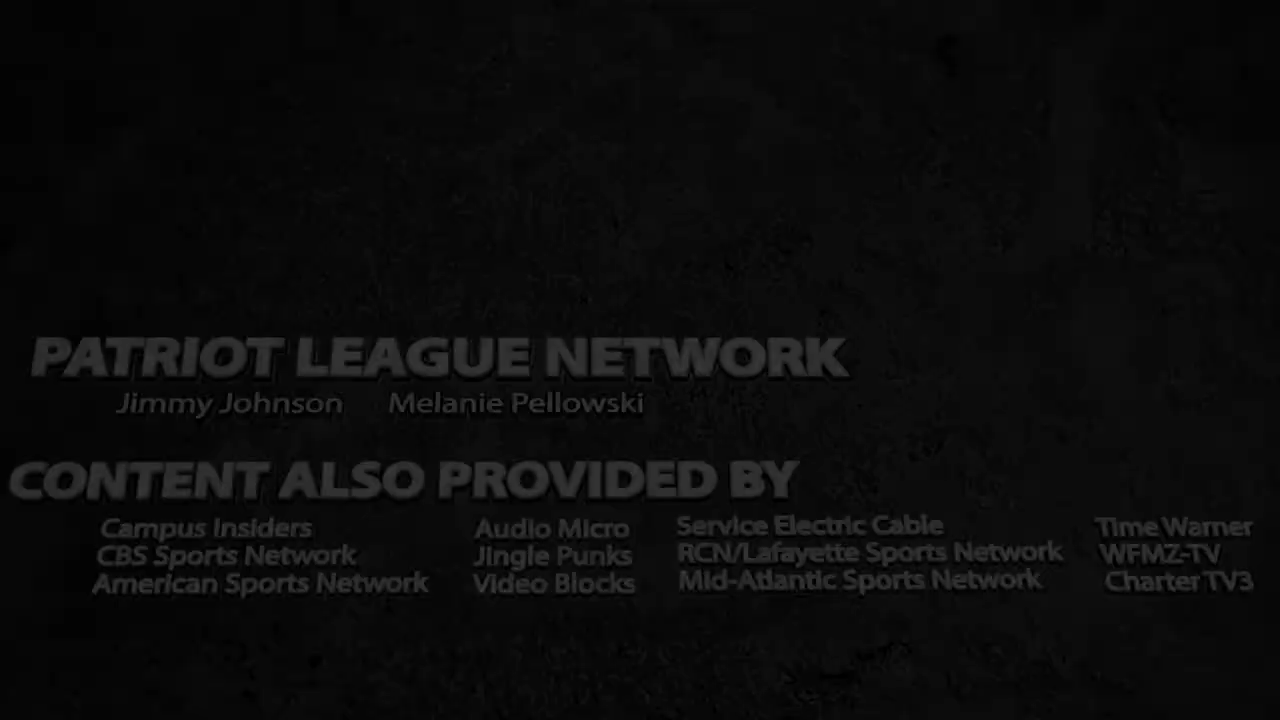 PATRIOT LEAGUE NETWORK
Jimmy Johnson Melanie Pellowski
CONTENT ALSO PROVIDED BY
Campus Insiders Audio Micro Service Electric Cable Time Warner
CBS Sports Network Jingle Punks RCN/Lafayette Sports Network WFMZ-TV
American Sports Network Video Blocks Mid-Atlantic Sports Network Charter TV3